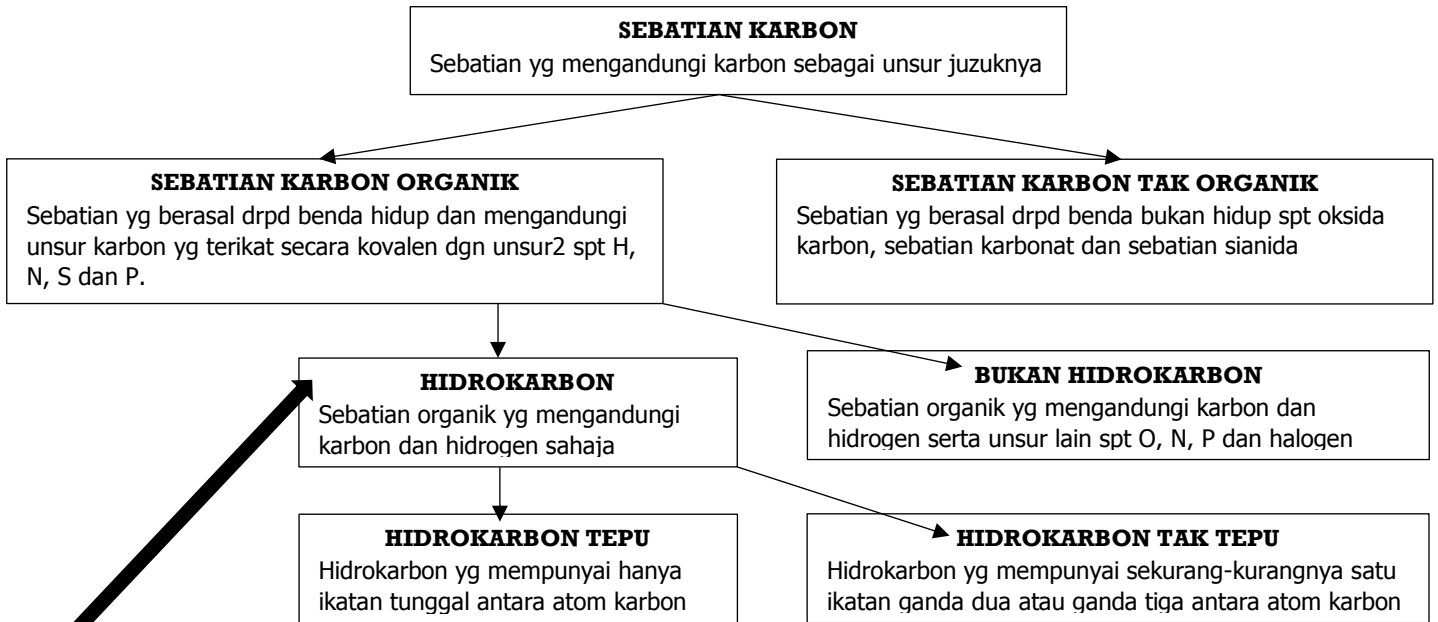 SEBATIAN KARBON
Sebatian yg mengandungi karbon sebagai unsur juzuknya
SEBATIAN KARBON ORGANIK
Sebatian yg berasal drpd benda hidup dan mengandungi
unsur karbon yg terikat secara kovalen dgn unsur2 spt H,
N, S dan P.
SEBATIAN KARBON TAK ORGANIK
Sebatian yg berasal drpd benda bukan hidup spt oksida
karbon, sebatian karbonat dan sebatian sianida
HIDROKARBON
Sebatian organik yg mengandungi
karbon dan hidrogen sahaja
BUKAN HIDROKARBON
Sebatian organik yg mengandungi karbon dan
hidrogen serta unsur lain spt O, N, P dan halogen
HIDROKARBON TEPU
Hidrokarbon yg mempunyai hanya
ikatan tunggal antara atom karbon
HIDROKARBON TAK TEPU
Hidrokarbon yg mempunyai sekurang-kurangnya satu
ikatan ganda dua atau ganda tiga antara atom karbon